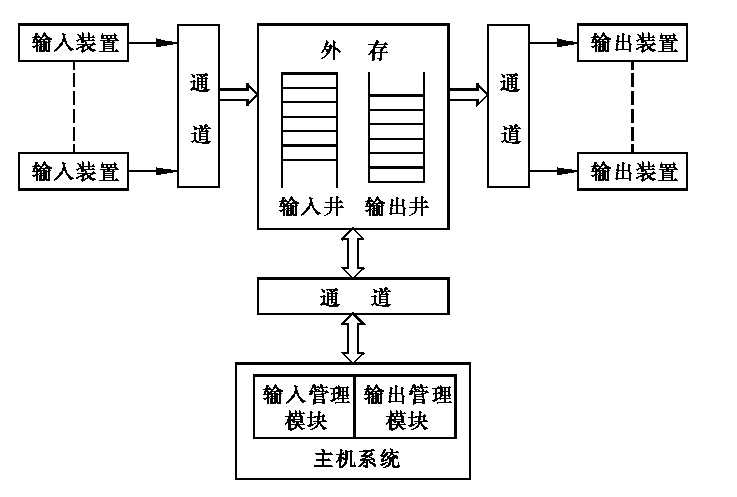 输入装置
输入装置
通
道
外 存
输入井
输出井
通
道
输出装置
输出装置
通 道
输入管理
模块
输出管理
模块
主机系统